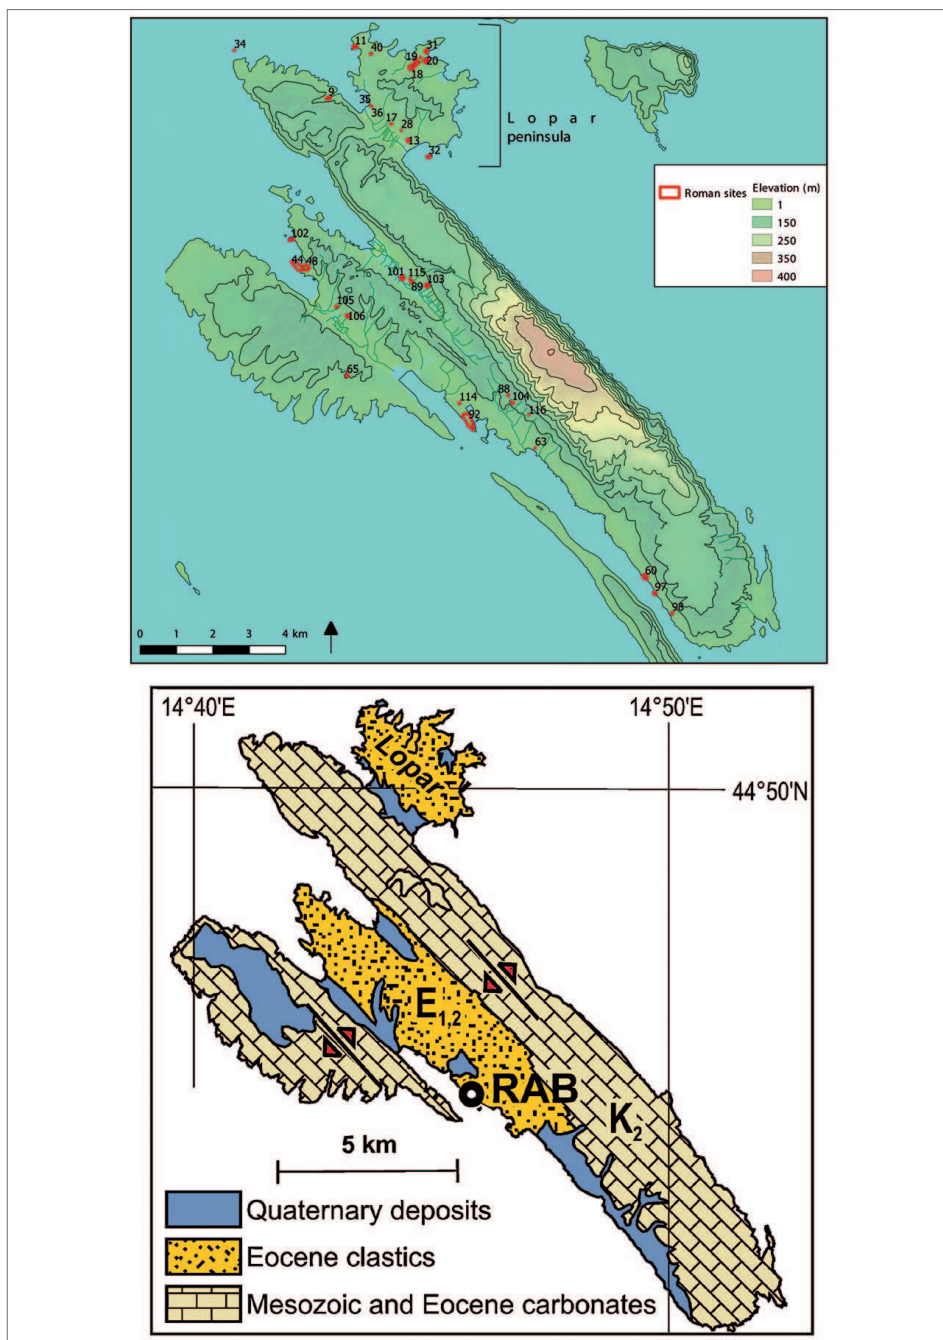 34
11
40
31
19
20
18
9
35
36
17
28
13
32
Lopar
peninsula
Roman sites
Elevation (m)
1
150
250
350
400
102
44
48
101
115
89
103
105
106
65
88
104
114
92
116
63
60
97
98
0 1 2 3 4 km
14°40'E
14°50'E
Lopar
44°50'N
E1,2
RAB
K2
5 km
Quaternary deposits
Eocene clastics
Mesozoic and Eocene carbonates